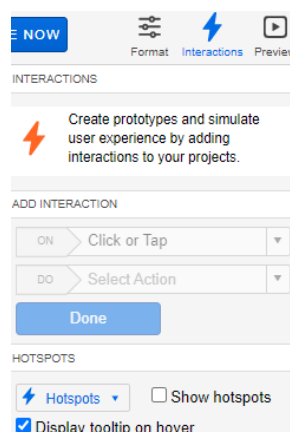 E NOW
Format Interactions Preview
INTERACTIONS
Create prototypes and simulate
user experience by adding
interactions to your projects.
ADD INTERACTION
ON Click or Tap
DO Select Action
Done
HOTSPOTS
Hotspots Show hotspots
Display tooltip on hover